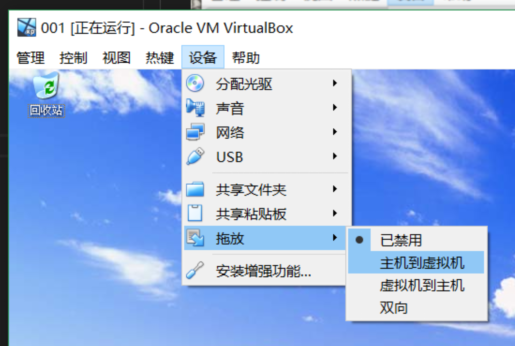 001 [正在运行] - Oracle VM VirtualBox
管理 控制 视图 热键 设备 帮助
回收站
分配光驱
声音
网络
USB
共享文件夹
共享粘贴板
拖放
安装增强功能...
已禁用
主机到虚拟机
虚拟机到主机
双向